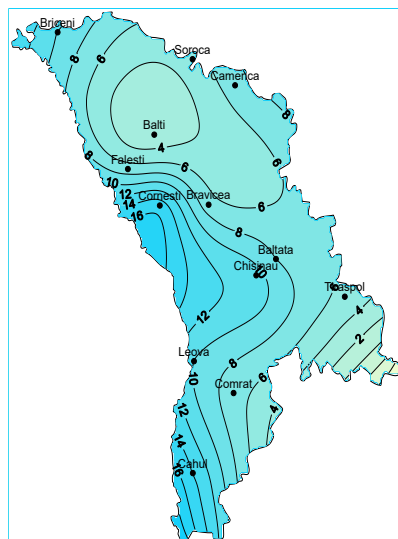 Briceni
Soroca
8
6
Camenca
8
Balti
4
8
6
6
Falesti
10
12
Cornesti
Bravicea
14
6
16
8
Baltata
Chisinau
10
6
Tiraspol
4
12
2
Leova
8
10
6
Comrat
12
4
14
Cahul
16